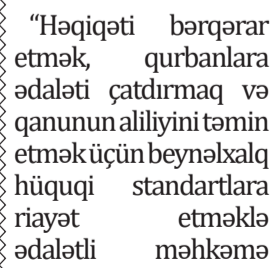 “Həqiqəti bərqərar
etmək, qurbanlara
ədaləti çatdırmaq və
qanunun aliliyini təmin
etmək üçün beynəlxalq
hüquqi standartlara
riayət etməklə
ədalətli məhkəmə